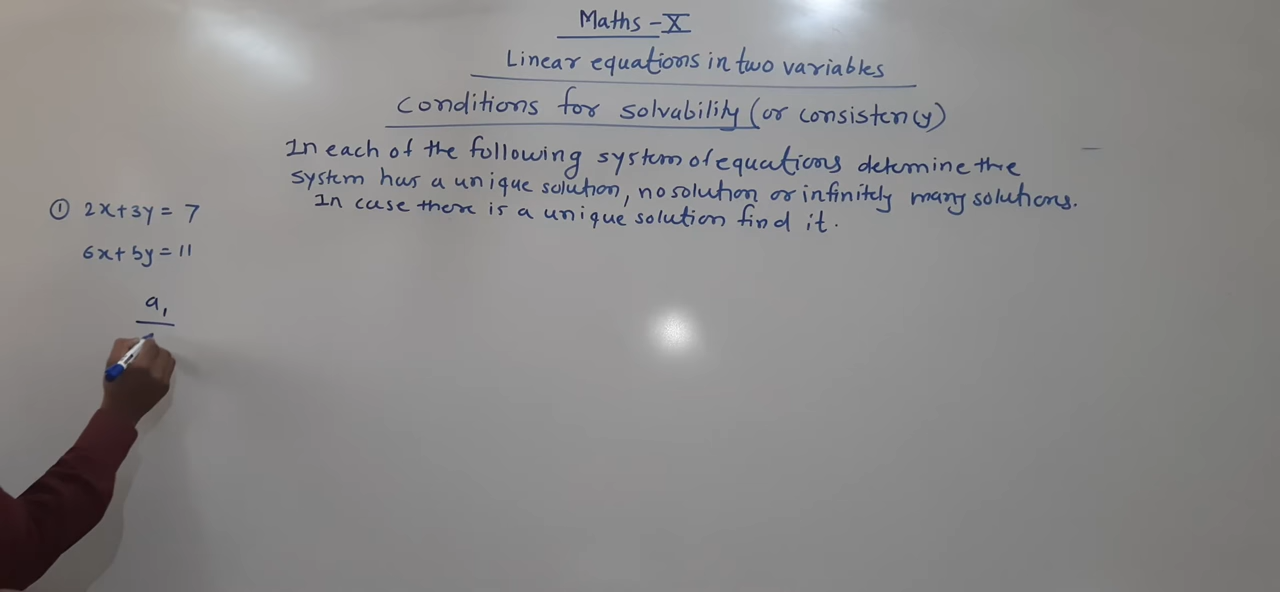 Maths - X
Linear equations in two variables
Conditions for solvability (or consistency)
In each of the following system of equations determine the
system has a unique solution, no solution or infinitely many solutions.
In case there is a unique solution find it.
① 2x+3y = 7
6x+5y = 11
a₁